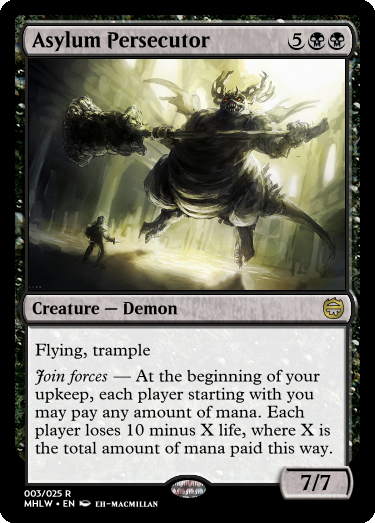 Asylum Persecutor 5
Creature — Demon
Flying, trample
Join forces — At the beginning of your
upkeep, each player starting with you
may pay any amount of mana. Each
player loses 10 minus X life, where X is
the total amount of mana paid this way.
7/7
003/025 R
MHLW • EN EH-MACMILLAN